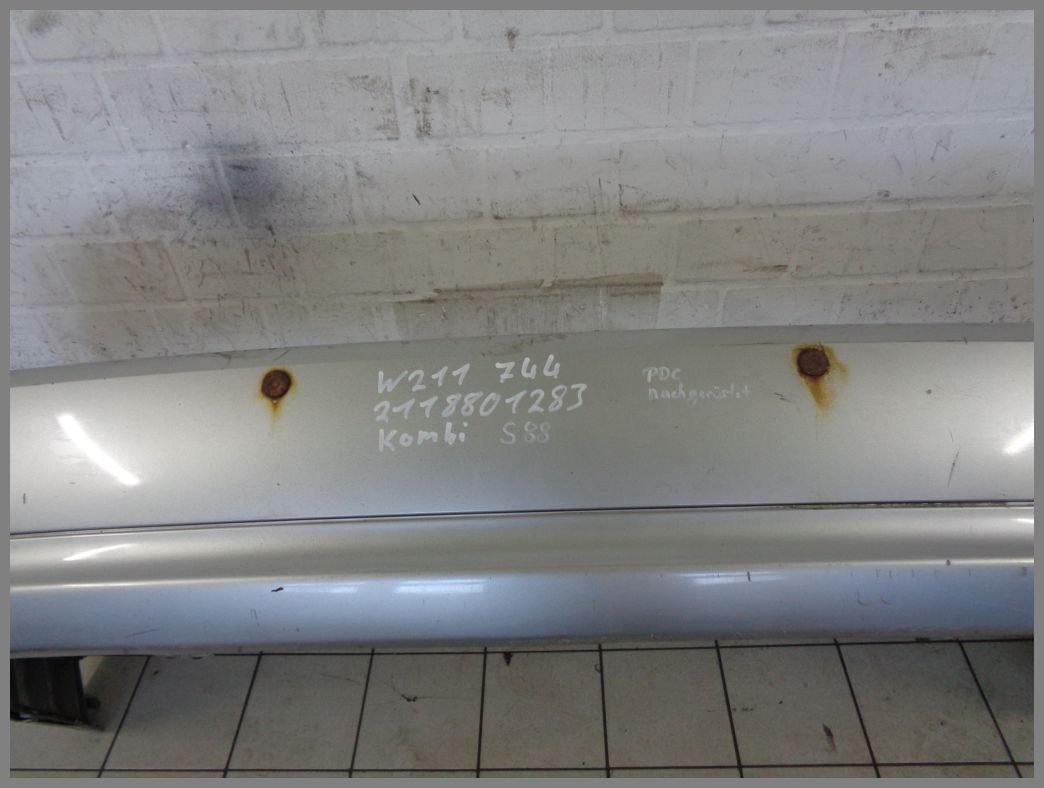 W211 744
2118801283
Kombi S88
PDC
nachgerüstet